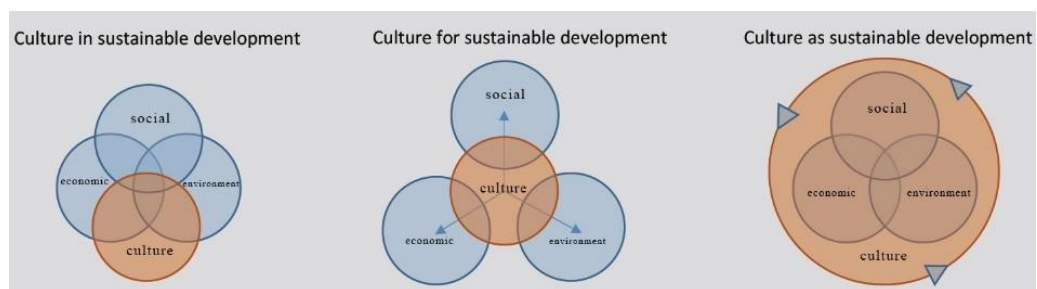 Culture in sustainable development
social
economic
environment
culture
Culture for sustainable development
social
culture
economic
environment
Culture as sustainable development
social
economic
environment
culture